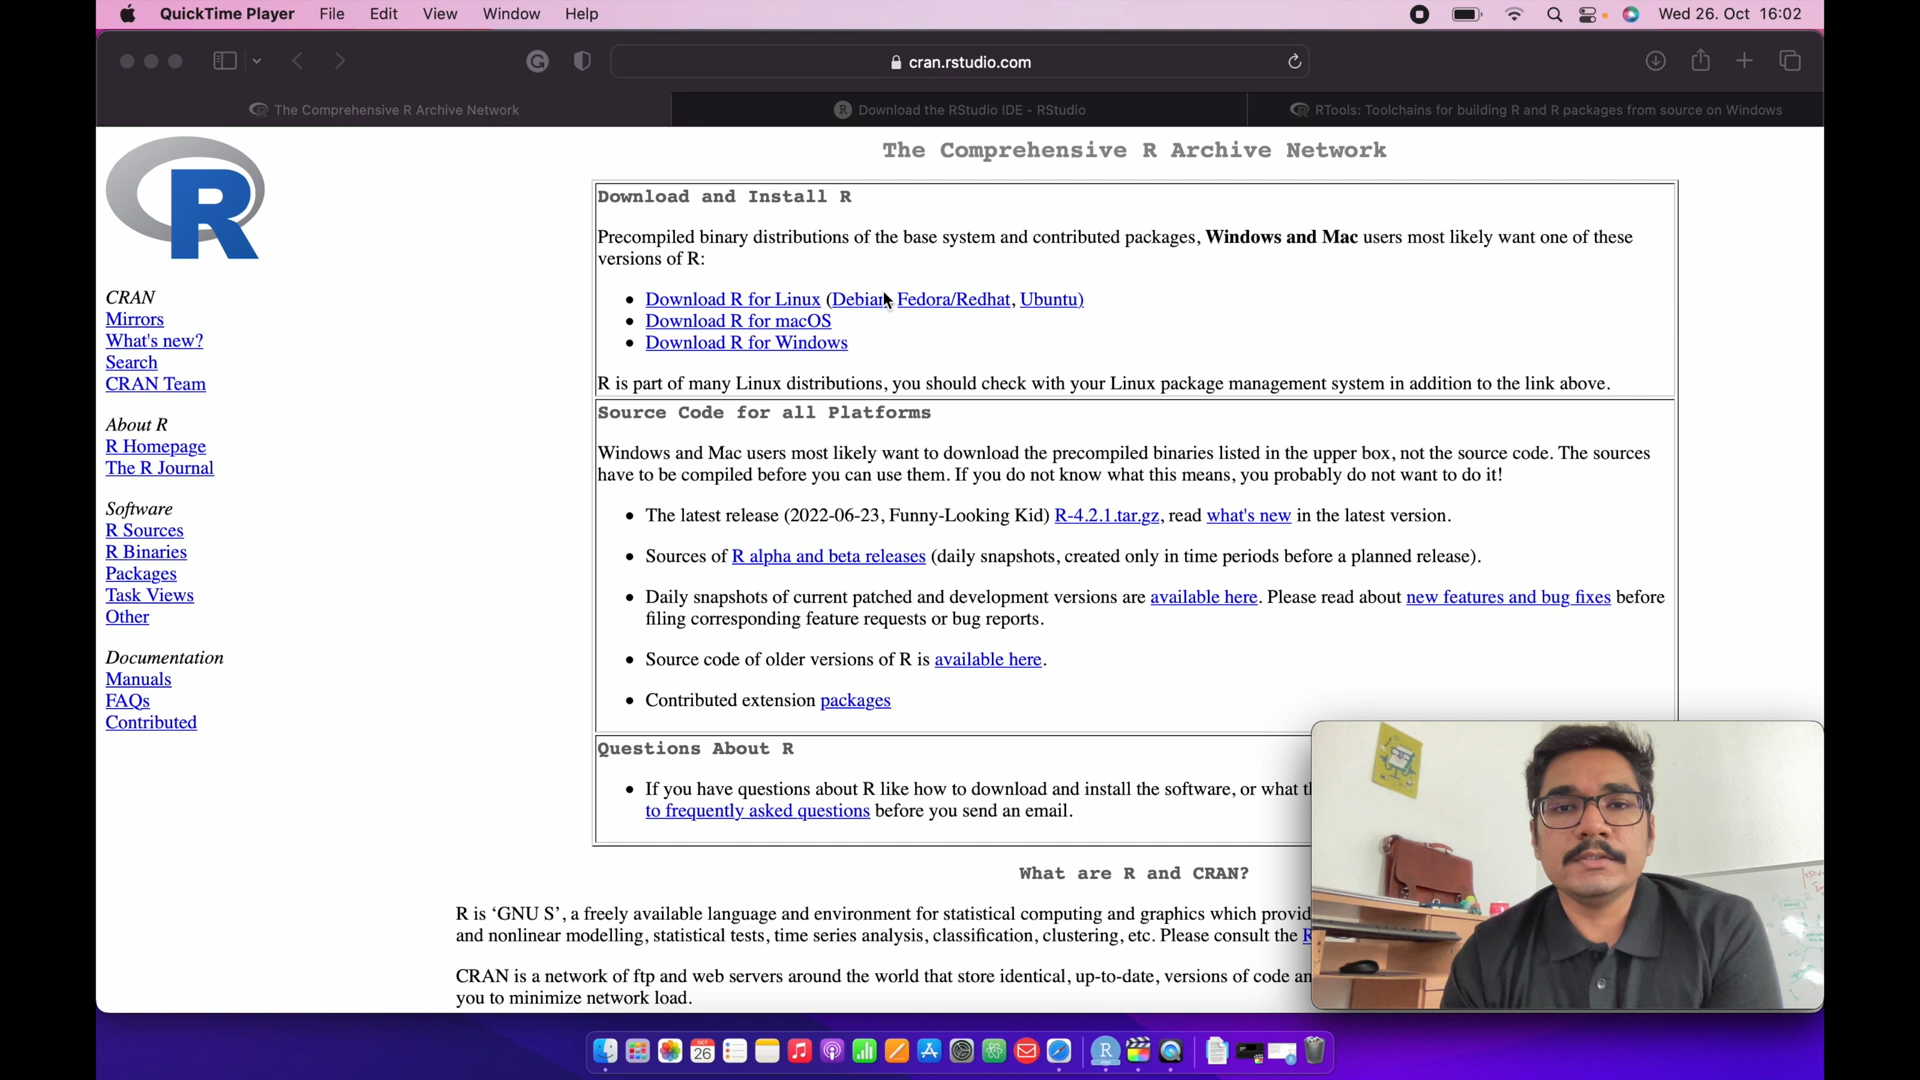 QuickTime Player File Edit View Window Help Wed 26. Oct 16:02
cran.rstudio.com
The Comprehensive R Archive Network
Download the RStudio IDE - RStudio
RTools: Toolchains for building R and R packages from source on Windows
R
CRAN
Mirrors
What's new?
Search
CRAN Team
About R
R Homepage
The R Journal
Software
R Sources
R Binaries
Packages
Task Views
Other
Documentation
Manuals
FAQs
Contributed
The Comprehensive R Archive Network
Download and Install R
Precompiled binary distributions of the base system and contributed packages, Windows and Mac users most likely want one of these
versions of R:
• Download R for Linux (Debian, Fedora/Redhat, Ubuntu)
• Download R for macOS
• Download R for Windows
R is part of many Linux distributions, you should check with your Linux package management system in addition to the link above.
Source Code for all Platforms
Windows and Mac users most likely want to download the precompiled binaries listed in the upper box, not the source code. The sources
have to be compiled before you can use them. If you do not know what this means, you probably do not want to do it!
• The latest release (2022-06-23, Funny-Looking Kid) R-4.2.1.tar.gz, read what's new in the latest version.
• Sources of R alpha and beta releases (daily snapshots, created only in time periods before a planned release).
• Daily snapshots of current patched and development versions are available here. Please read about new features and bug fixes before
filing corresponding feature requests or bug reports.
• Source code of older versions of R is available here.
• Contributed extension packages
Questions About R
• If you have questions about R like how to download and install the software, or what
to frequently asked questions before you send an email.
What are R and CRAN?
R is ‘GNU S’, a freely available language and environment for statistical computing and graphics which provid
and nonlinear modelling, statistical tests, time series analysis, classification, clustering, etc. Please consult the R
CRAN is a network of ftp and web servers around the world that store identical, up-to-date, versions of code an
you to minimize network load.
OCT
26
R